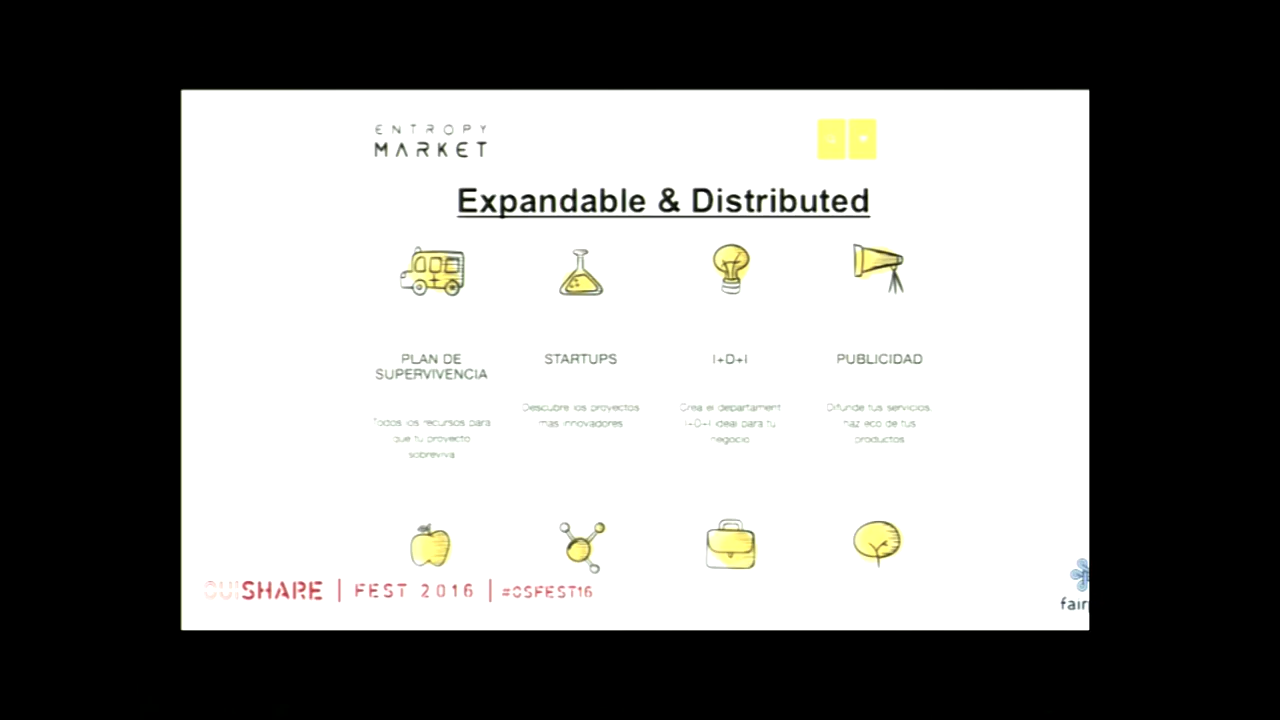 ENTROPY
MARKET
Expandable & Distributed
PLAN DE
SUPERVIVENCIA
STARTUPS
I+D+I
PUBLICIDAD
Todos los recursos para
que tu proyecto
sobreviva
Descubre los proyectos
más innovadores
Crea el departament
I+D+I ideal para tu
negocio
Difunde tus servicios
haz eco de tus
productos
OUISHARE | FEST 2016 | #OSFEST16
fair